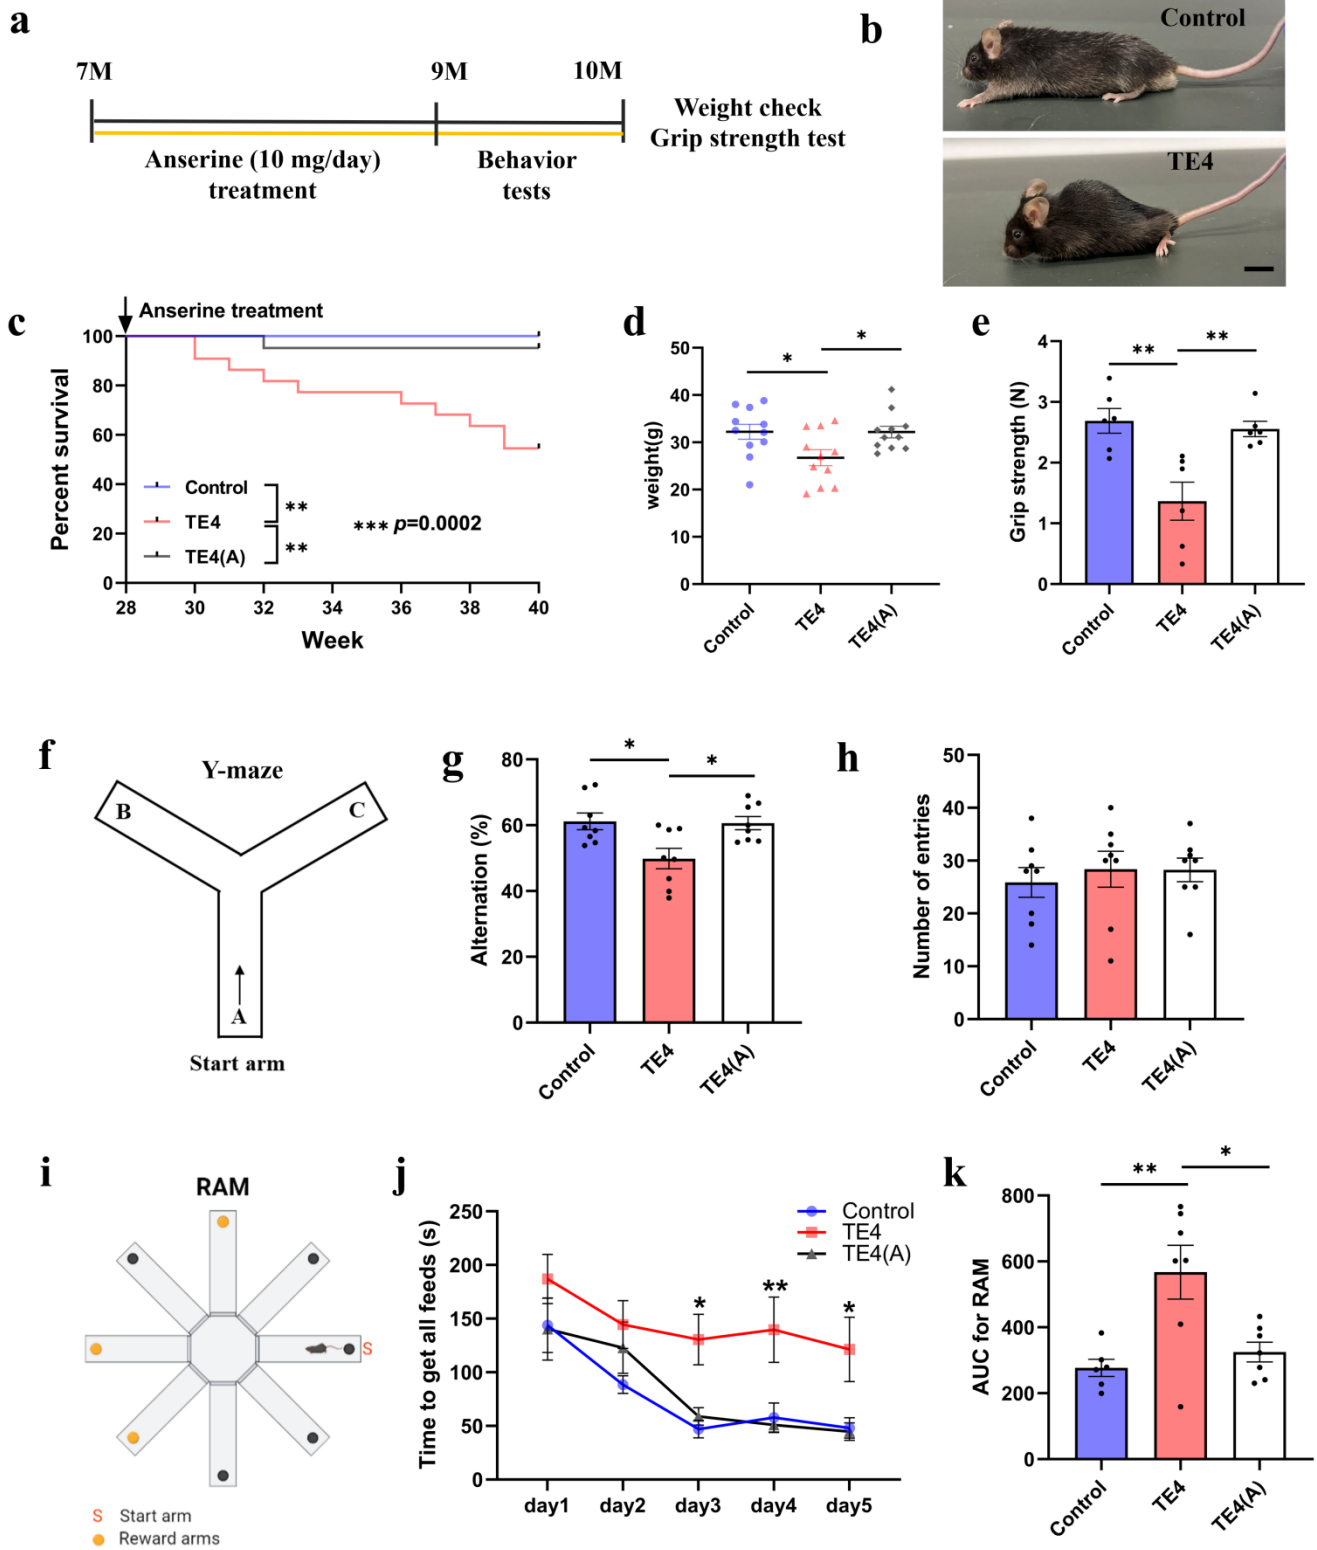 a
7M
9M
10M
Anserine (10 mg/day)
treatment
Behavior
tests
Weight check
Grip strength test
b
Control
TE4
c
Anserine treatment
Percent survival
100
80
60
40
20
0
28
30
32
34
36
38
40
Week
Control
TE4
TE4(A)
**
**
*** p=0.0002
d
weight(g)
50
40
30
20
10
0
*
*
Control
TE4
TE4(A)
e
Grip strength (N)
4
3
2
1
0
**
**
Control
TE4
TE4(A)
f
Y-maze
B
C
A
Start arm
g
Alternation (%)
80
60
40
20
0
*
*
Control
TE4
TE4(A)
h
Number of entries
50
40
30
20
10
0
Control
TE4
TE4(A)
i
RAM
S
S Start arm
Reward arms
j
Time to get all feeds (s)
250
200
150
100
50
0
Control
TE4
TE4(A)
*
**
*
day1
day2
day3
day4
day5
k
AUC for RAM
800
600
400
200
0
**
*
Control
TE4
TE4(A)